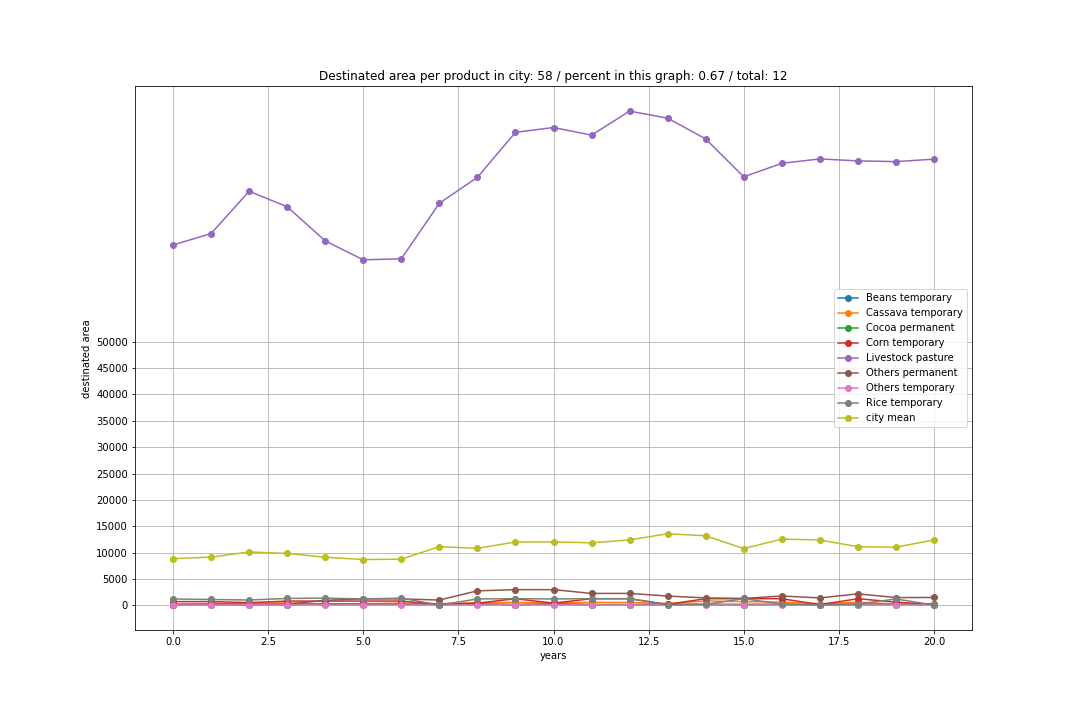 Destinated area per product in city: 58 / percent in this graph: 0.67 / total: 12
destinated area
50000
45000
40000
35000
30000
25000
20000
15000
10000
5000
0
Beans temporary
Cassava temporary
Cocoa permanent
Corn temporary
Livestock pasture
Others permanent
Others temporary
Rice temporary
city mean
0.0 2.5 5.0 7.5 10.0 12.5 15.0 17.5 20.0
years